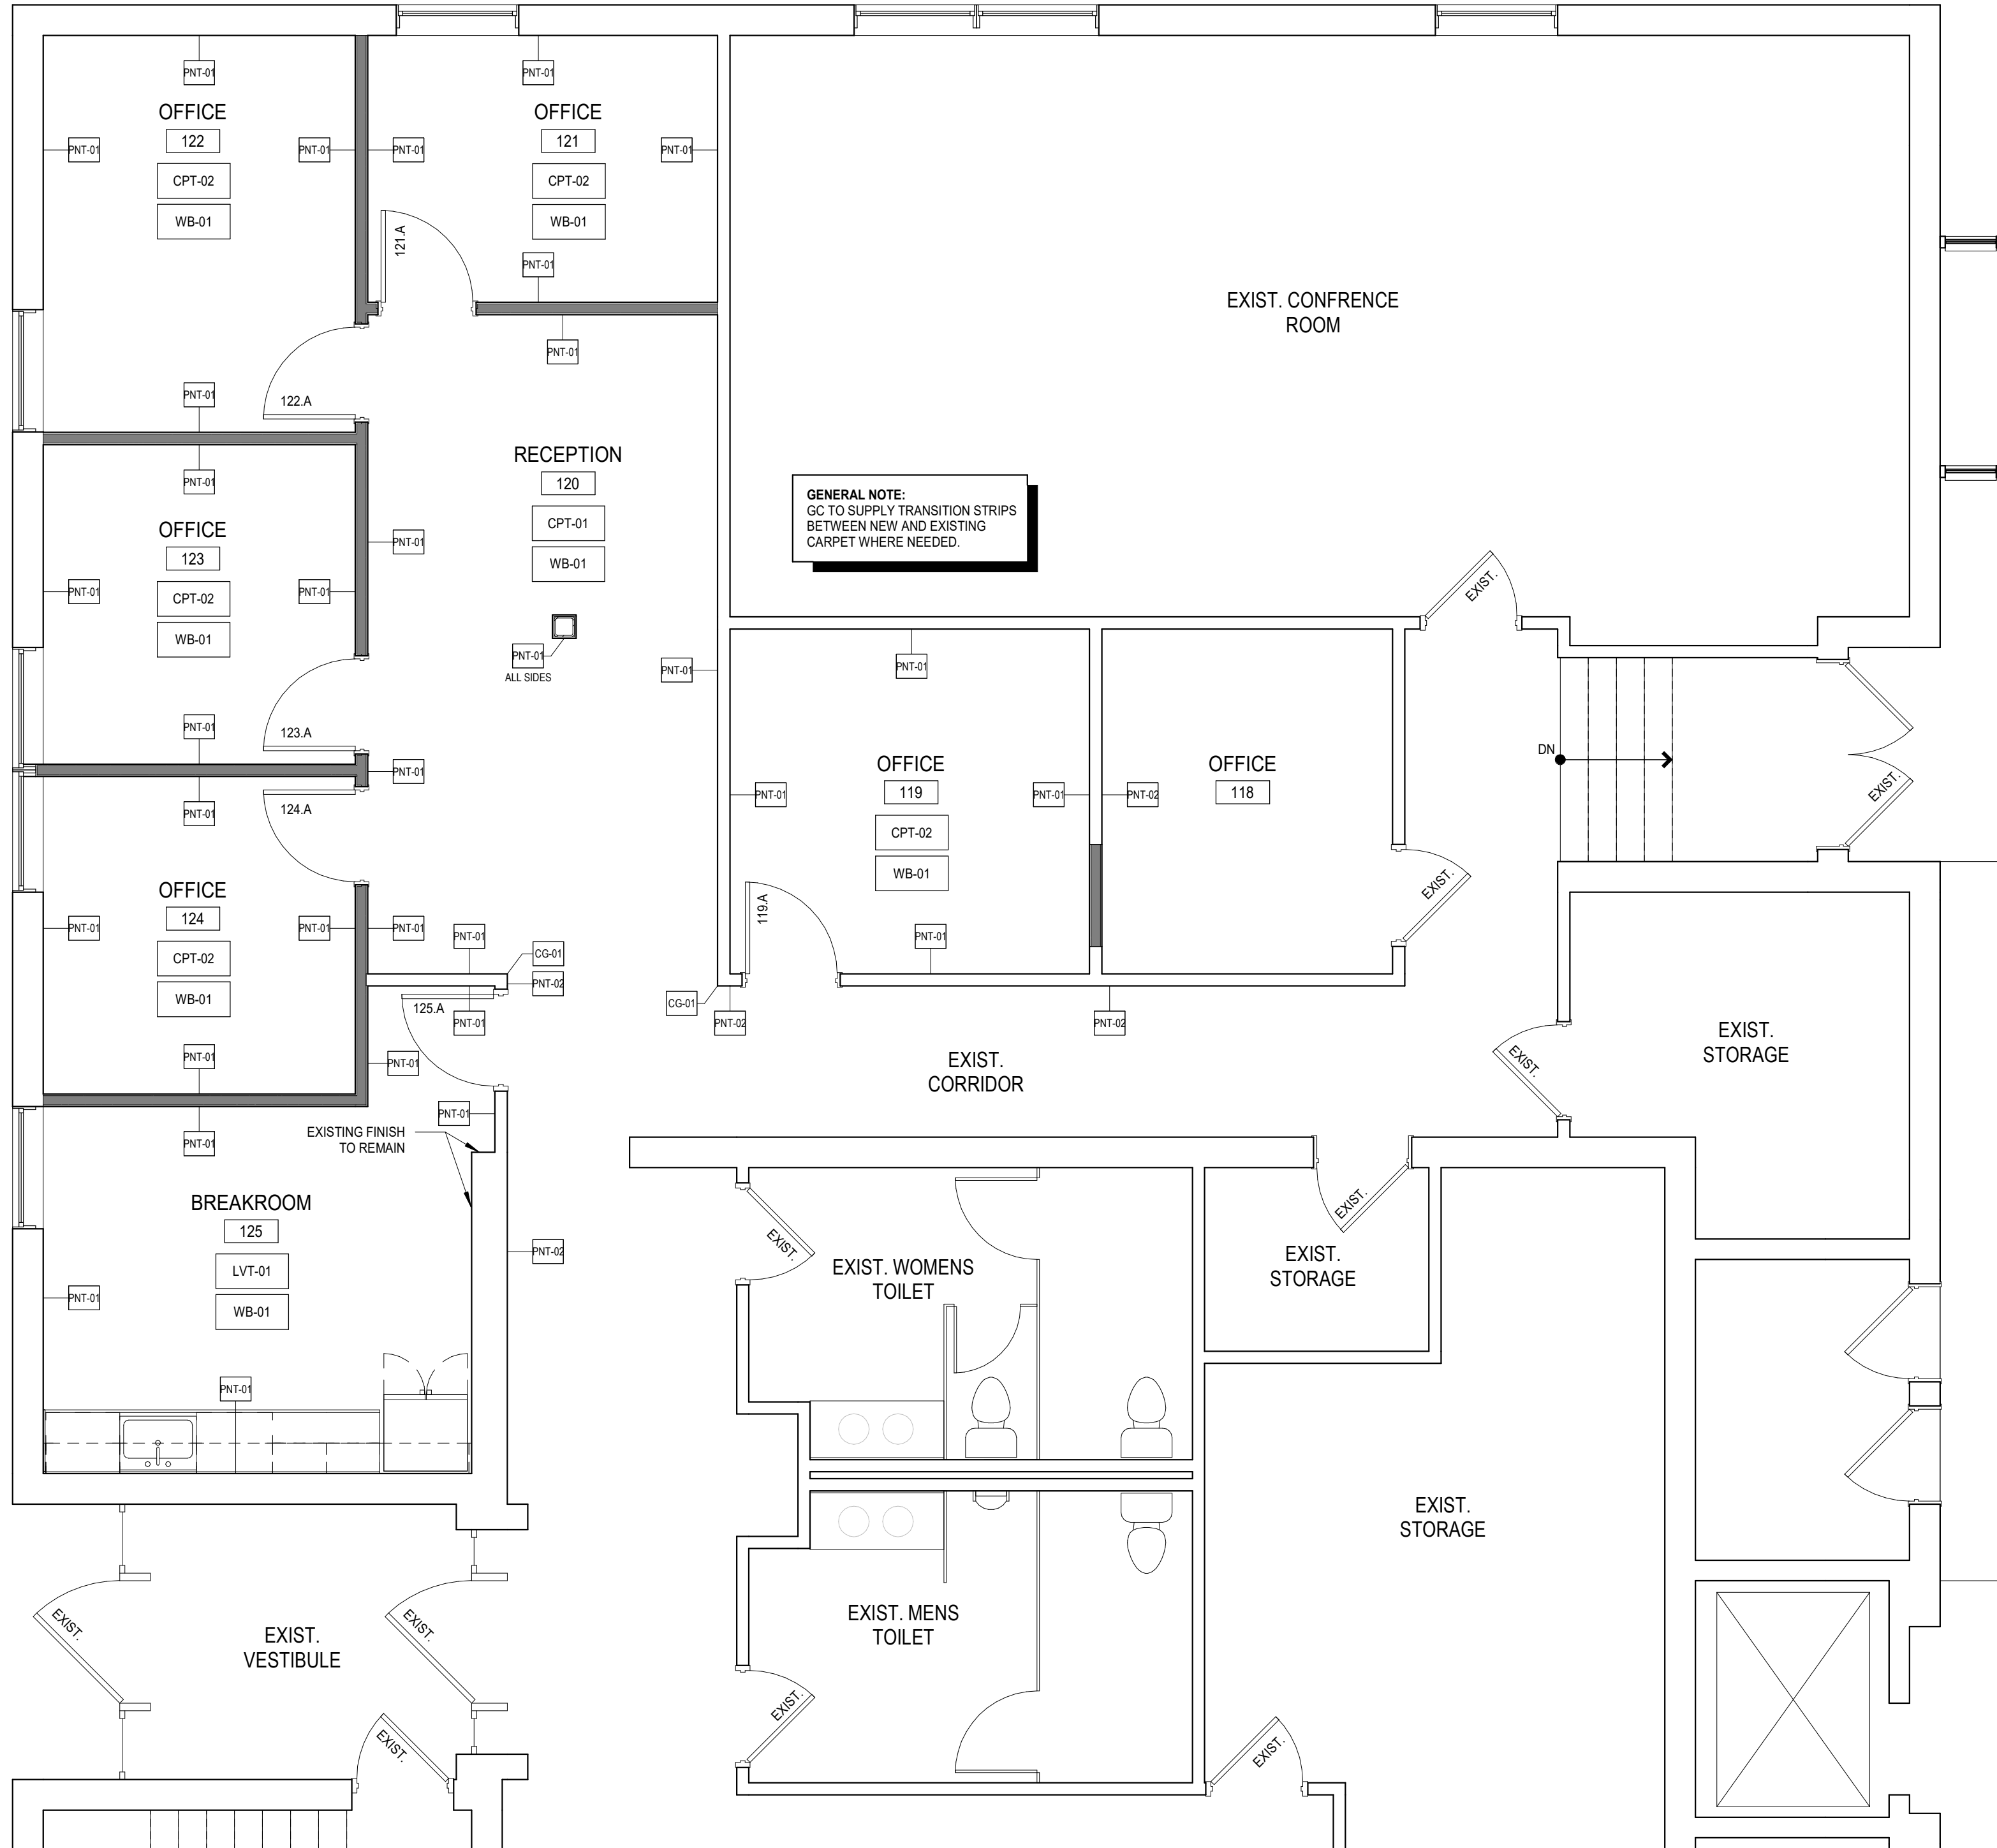 PNT-01
PNT-01
OFFICE
122
PNT-01
PNT-01
CPT-02
WB-01
PNT-01
122.A
OFFICE
121
PNT-01
PNT-01
CPT-02
WB-01
121.A
PNT-01
EXIST. CONFRENCE
ROOM
PNT-01
RECEPTION
120
CPT-01
WB-01
PNT-01
PNT-01
ALL SIDES
PNT-01
GENERAL NOTE:
GC TO SUPPLY TRANSITION STRIPS
BETWEEN NEW AND EXISTING
CARPET WHERE NEEDED.
EXIST.
PNT-01
OFFICE
123
CPT-02
WB-01
PNT-01
PNT-01
PNT-01
123.A
PNT-01
PNT-01
124.A
OFFICE
124
CPT-02
WB-01
PNT-01
PNT-01
PNT-01
PNT-01
PNT-01
CG-01
PNT-02
125.A
PNT-01
PNT-01
PNT-01
PNT-01
OFFICE
119
CPT-02
WB-01
PNT-01
PNT-01
119.A
PNT-01
PNT-02
OFFICE
118
EXIST.
DN
EXIST.
CG-01
PNT-02
PNT-02
EXIST.
CORRIDOR
EXIST.
EXIST.
STORAGE
PNT-01
EXISTING FINISH
TO REMAIN
PNT-01
BREAKROOM
125
LVT-01
WB-01
PNT-01
PNT-02
PNT-01
EXIST.
EXIST. WOMENS
TOILET
EXIST.
EXIST.
STORAGE
EXIST.
STORAGE
EXIST. MENS
TOILET
EXIST.
EXIST.
EXIST.
EXIST.
EXIST.
VESTIBULE
EXIST.